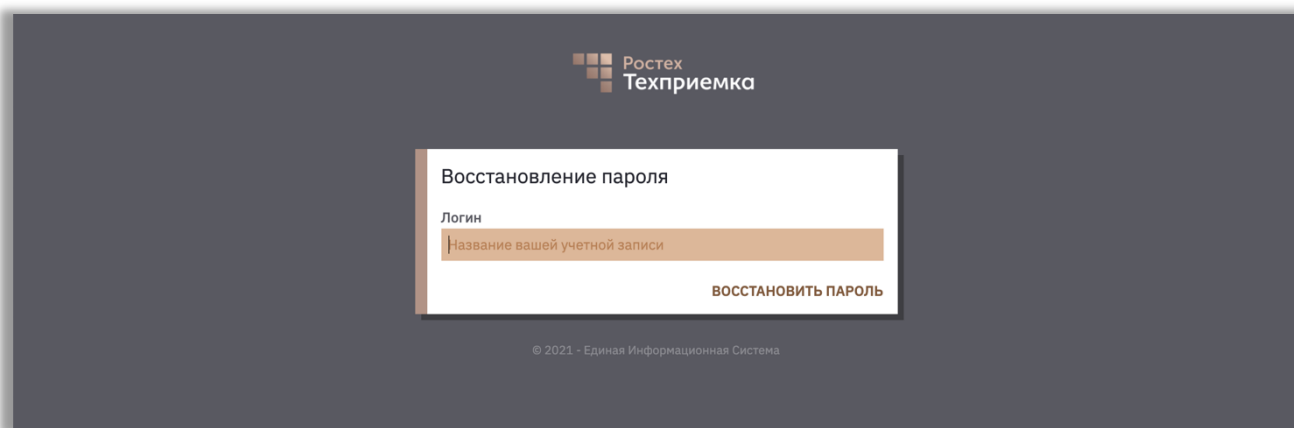 Ростех
Техприемка
Восстановление пароля
Логин
Название вашей учетной записи
ВОССТАНОВИТЬ ПАРОЛЬ
© 2021 - Единая Информационная Система